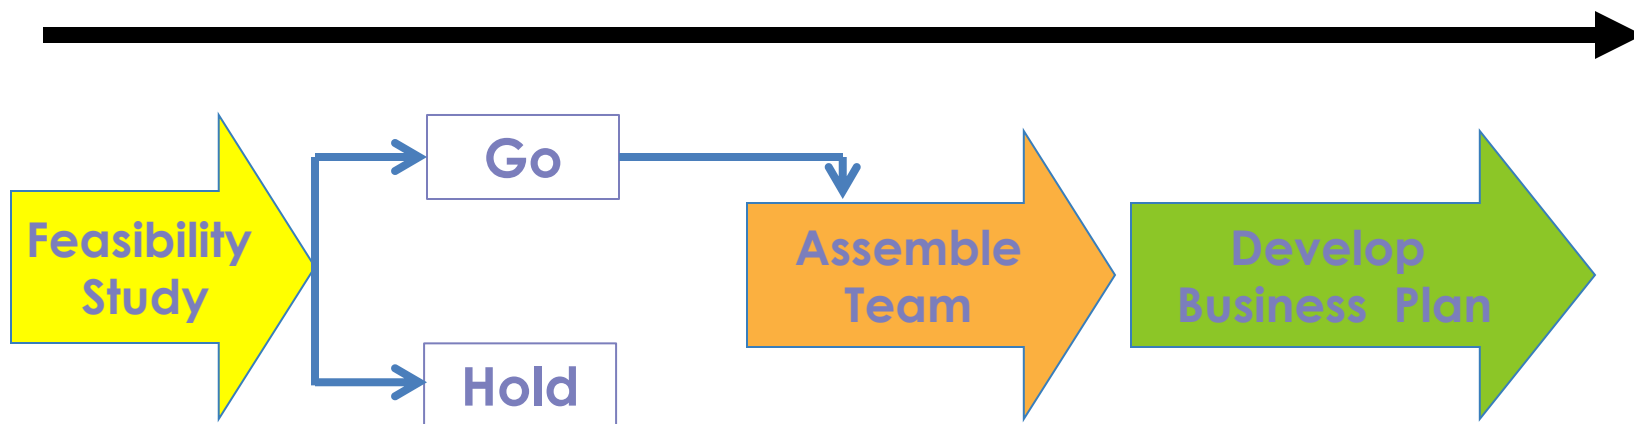 Feasibility
Study
Go
Hold
Assemble
Team
Develop
Business Plan